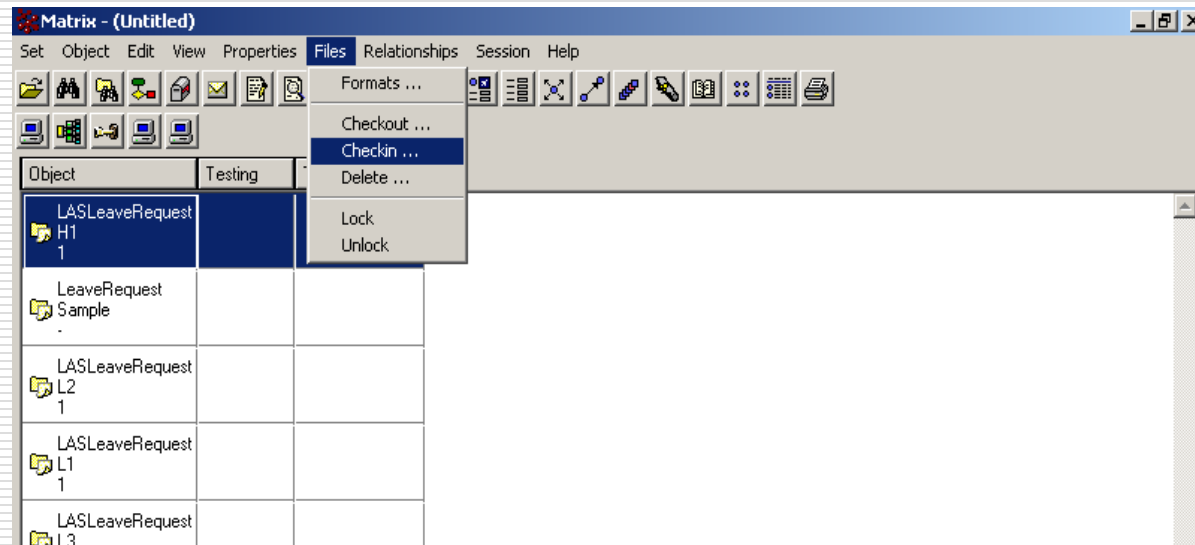 Matrix - (Untitled)
Set Object Edit View Properties Files Relationships Session Help
Formats ...
Checkout ...
Checkin ...
Delete ...
Lock
Unlock
Object Testing
LASLeaveRequest
H1
1
LeaveRequest
Sample
-
LASLeaveRequest
L2
1
LASLeaveRequest
L1
1
LASLeaveRequest
L3